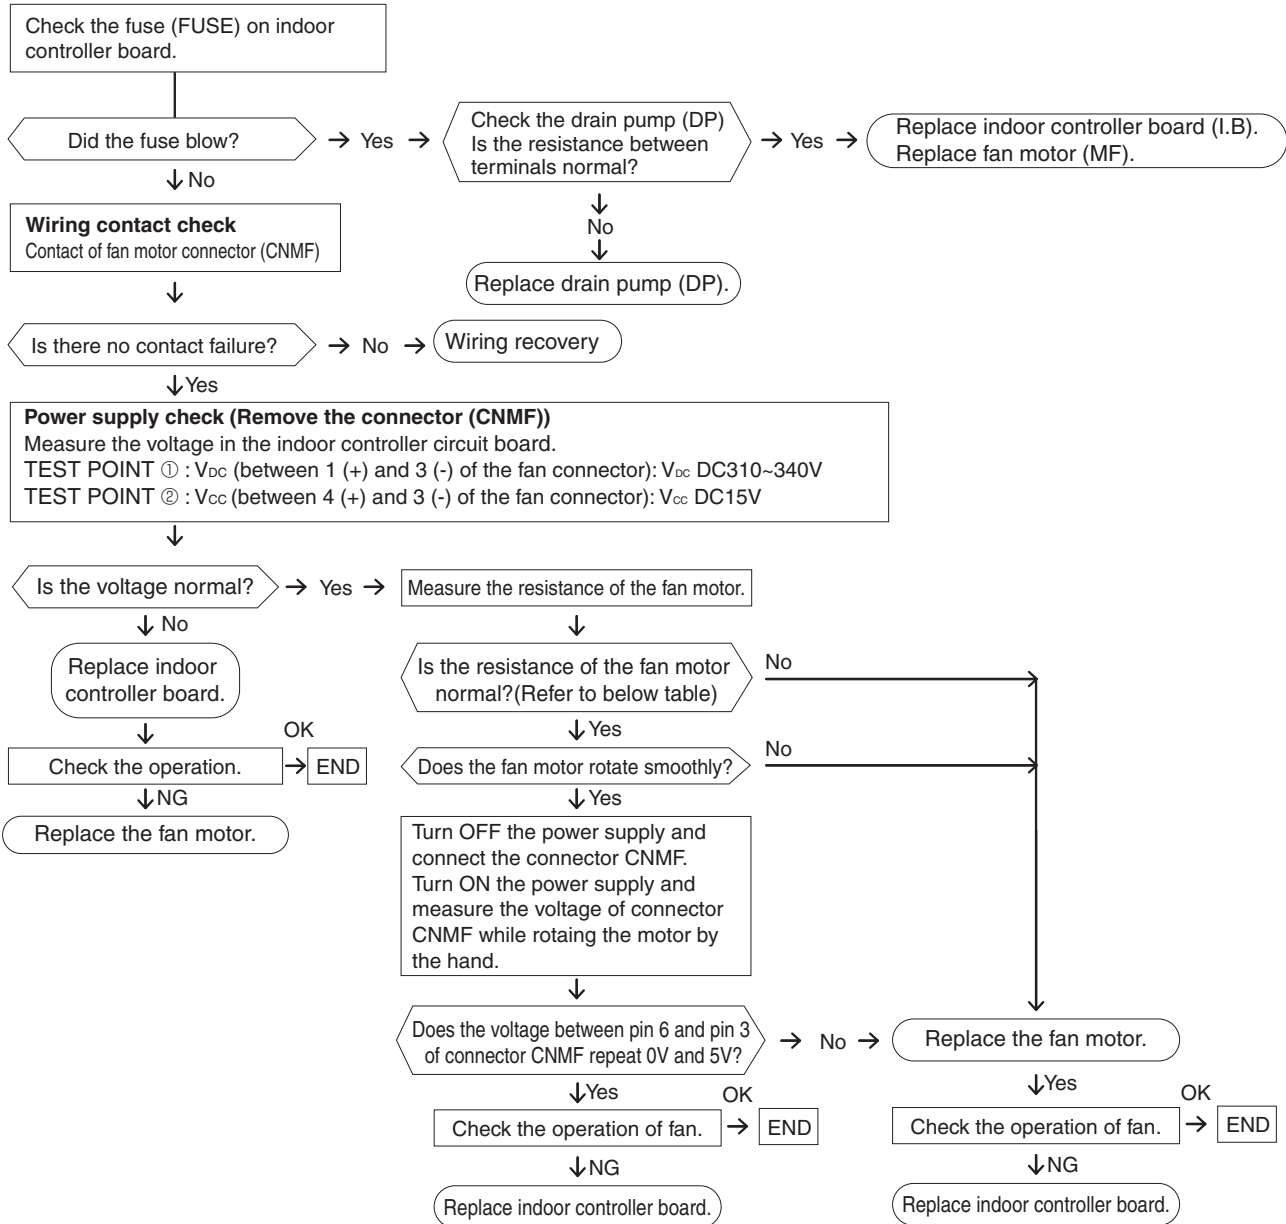 Check the fuse (FUSE) on indoor
controller board.
Did the fuse blow?
Yes
Check the drain pump (DP)
Is the resistance between
terminals normal?
Yes
Replace indoor controller board (I.B).
Replace fan motor (MF).
No
No
Replace drain pump (DP).
Wiring contact check
Contact of fan motor connector (CNMF)
Is there no contact failure?
No
Wiring recovery
Yes
Power supply check (Remove the connector (CNMF))
Measure the voltage in the indoor controller circuit board.
TEST POINT ① : VDC (between 1 (+) and 3 (-) of the fan connector): VDC DC310~340V
TEST POINT ② : VCC (between 4 (+) and 3 (-) of the fan connector): Vcc DC15V
Is the voltage normal?
Yes
Measure the resistance of the fan motor.
No
Replace indoor
controller board.
OK
Check the operation.
END
NG
Replace the fan motor.
Is the resistance of the fan motor
normal?(Refer to below table)
No
Yes
Does the fan motor rotate smoothly?
No
Yes
Turn OFF the power supply and
connect the connector CNMF.
Turn ON the power supply and
measure the voltage of connector
CNMF while rotaing the motor by
the hand.
Does the voltage between pin 6 and pin 3
of connector CNMF repeat 0V and 5V?
No
Replace the fan motor.
Yes
OK
Check the operation of fan.
END
NG
Replace indoor controller board.
Yes
OK
Check the operation of fan.
END
NG
Replace indoor controller board.